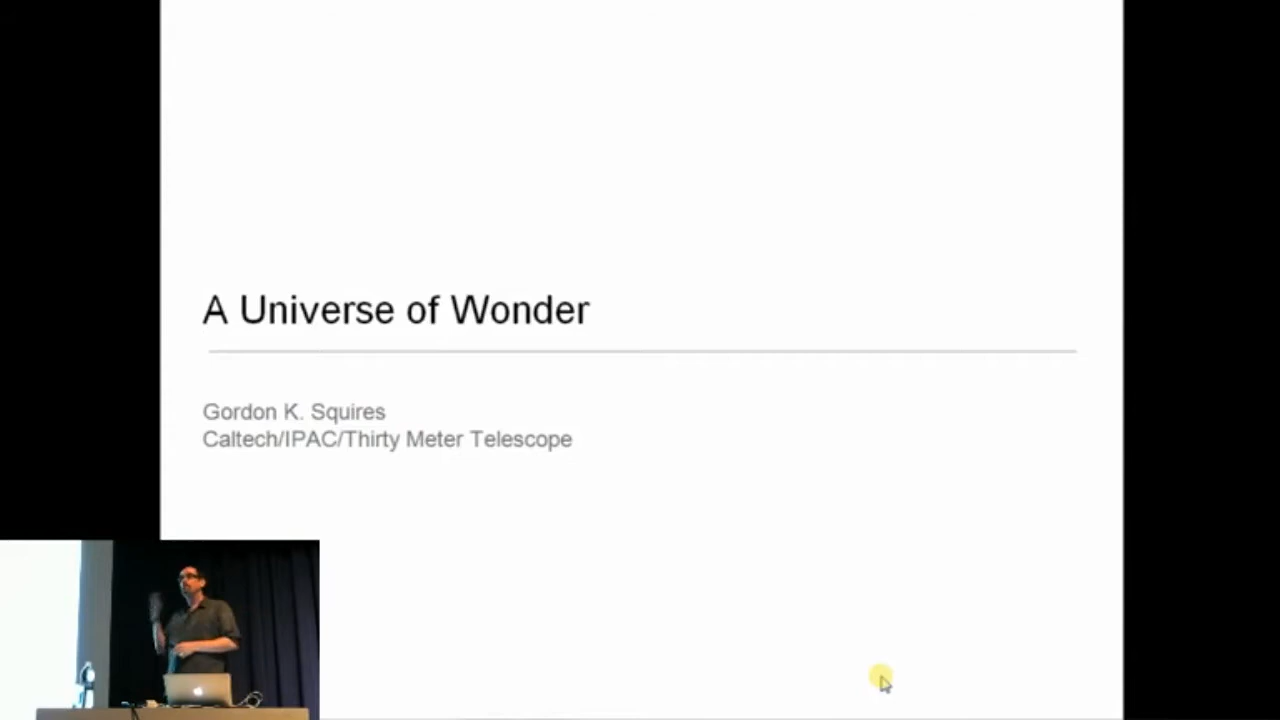 A Universe of Wonder
Gordon K. Squires
Caltech/IPAC/Thirty Meter Telescope